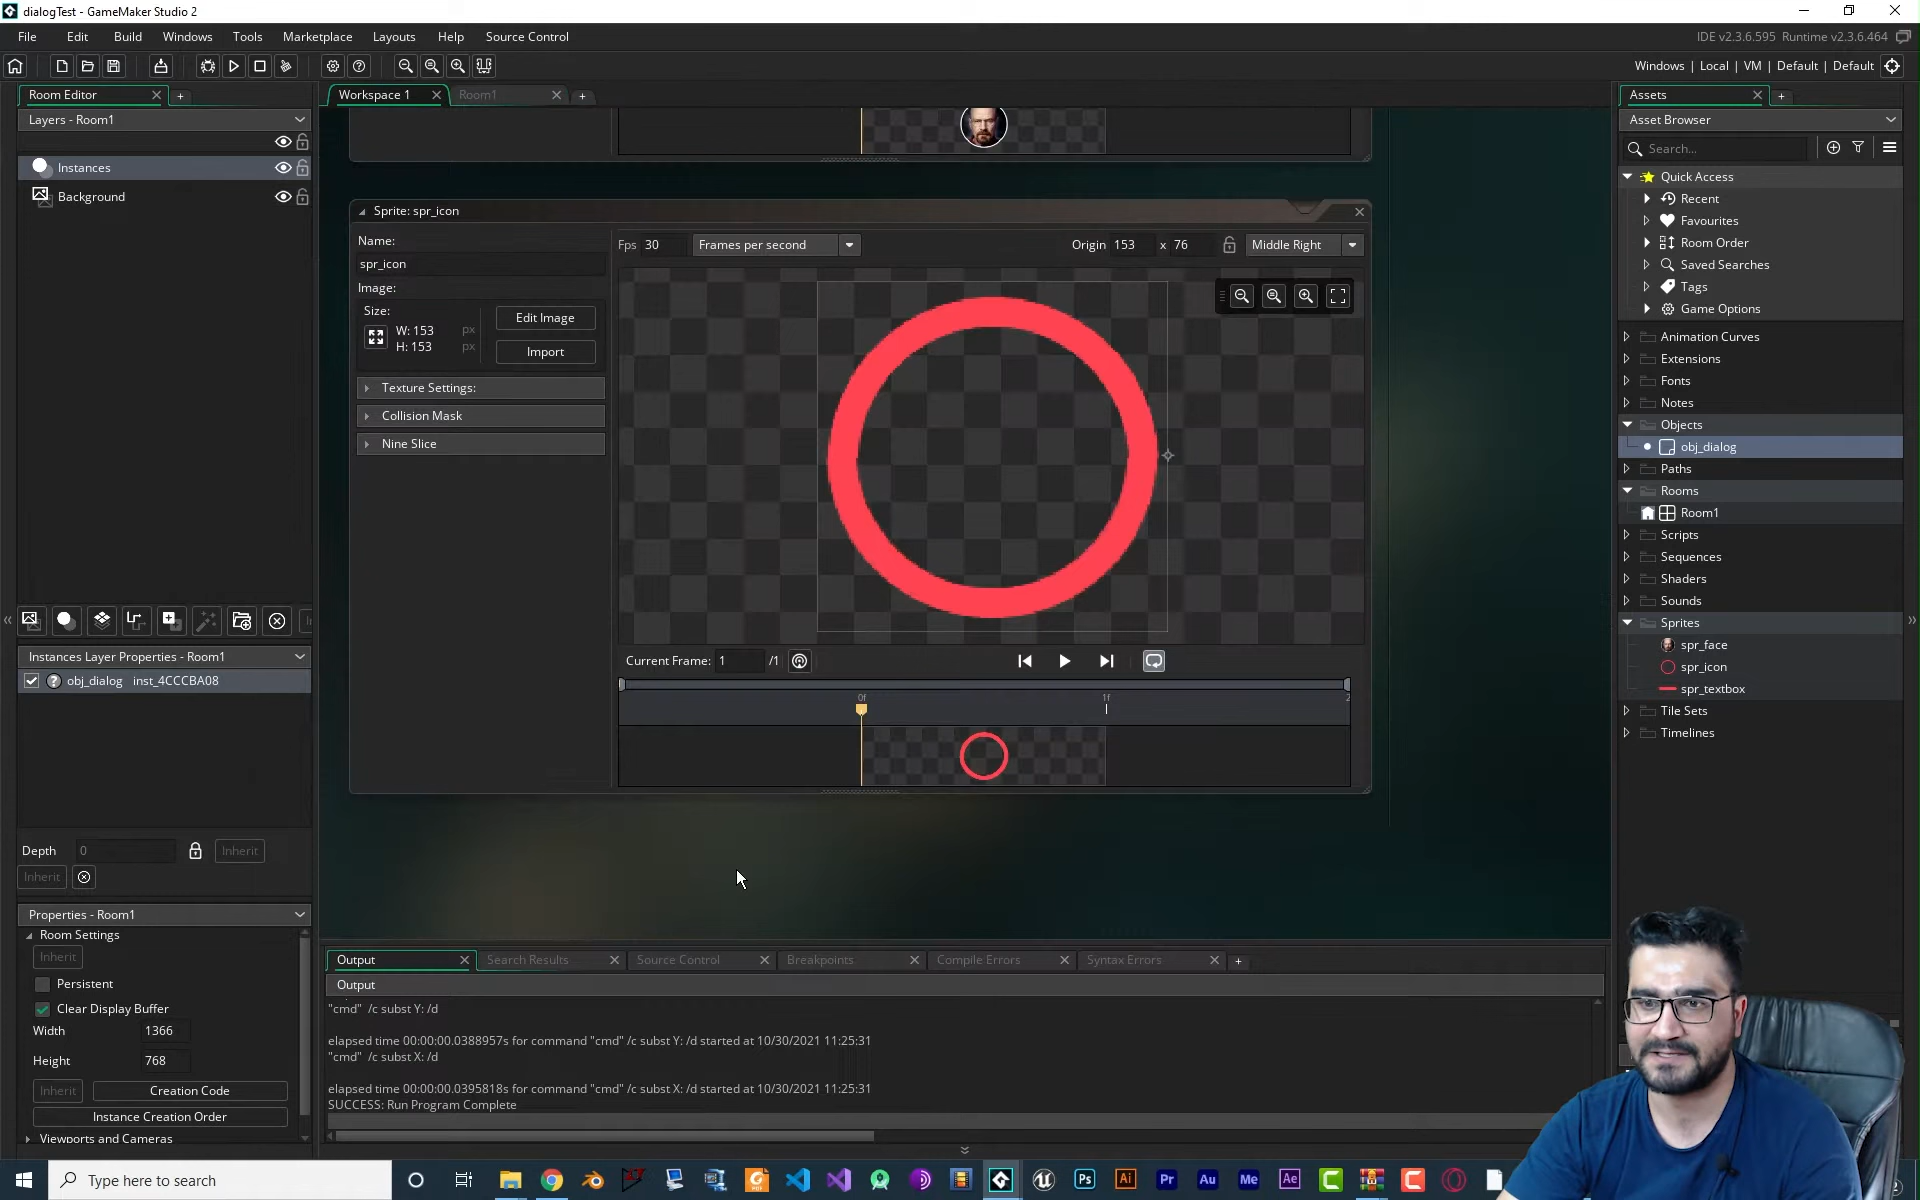 dialogTest - GameMaker Studio 2
File Edit Build Windows Tools Marketplace Layouts Help Source Control
IDE v2.3.6.595 Runtime v2.3.6.464
Windows | Local | VM | Default | Default
Room Editor
Workspace 1
Room1
Assets
Layers - Room1
Asset Browser
Search...
Instances
Background
Quick Access
Recent
Favourites
Room Order
Saved Searches
Tags
Game Options
Animation Curves
Extensions
Fonts
Notes
Objects
obj_dialog
Paths
Rooms
Room1
Scripts
Sequences
Shaders
Sounds
Sprites
spr_face
spr_icon
spr_textbox
Tile Sets
Timelines
Sprite: spr_icon
Name:
spr_icon
Image:
Size:
W: 153 px
H: 153 px
Edit Image
Import
Texture Settings:
Collision Mask
Nine Slice
Fps 30 Frames per second
Origin 153 x 76 Middle Right
Current Frame: 1 /1
0f
1f
2
Instances Layer Properties - Room1
obj_dialog inst_4CCCBA08
Depth 0 Inherit
Inherit
Properties - Room1
Room Settings
Inherit
Persistent
Clear Display Buffer
Width 1366
Height 768
Inherit Creation Code
Instance Creation Order
Viewports and Cameras
Output Search Results Source Control Breakpoints Compile Errors Syntax Errors
Output
"cmd" /c subst Y: /d
elapsed time 00:00:00.0388957s for command "cmd" /c subst Y: /d started at 10/30/2021 11:25:31
"cmd" /c subst X: /d
elapsed time 00:00:00.0395818s for command "cmd" /c subst X: /d started at 10/30/2021 11:25:31
SUCCESS: Run Program Complete
Type here to search
Ps
Ai
Pr
Au
Me
Ae